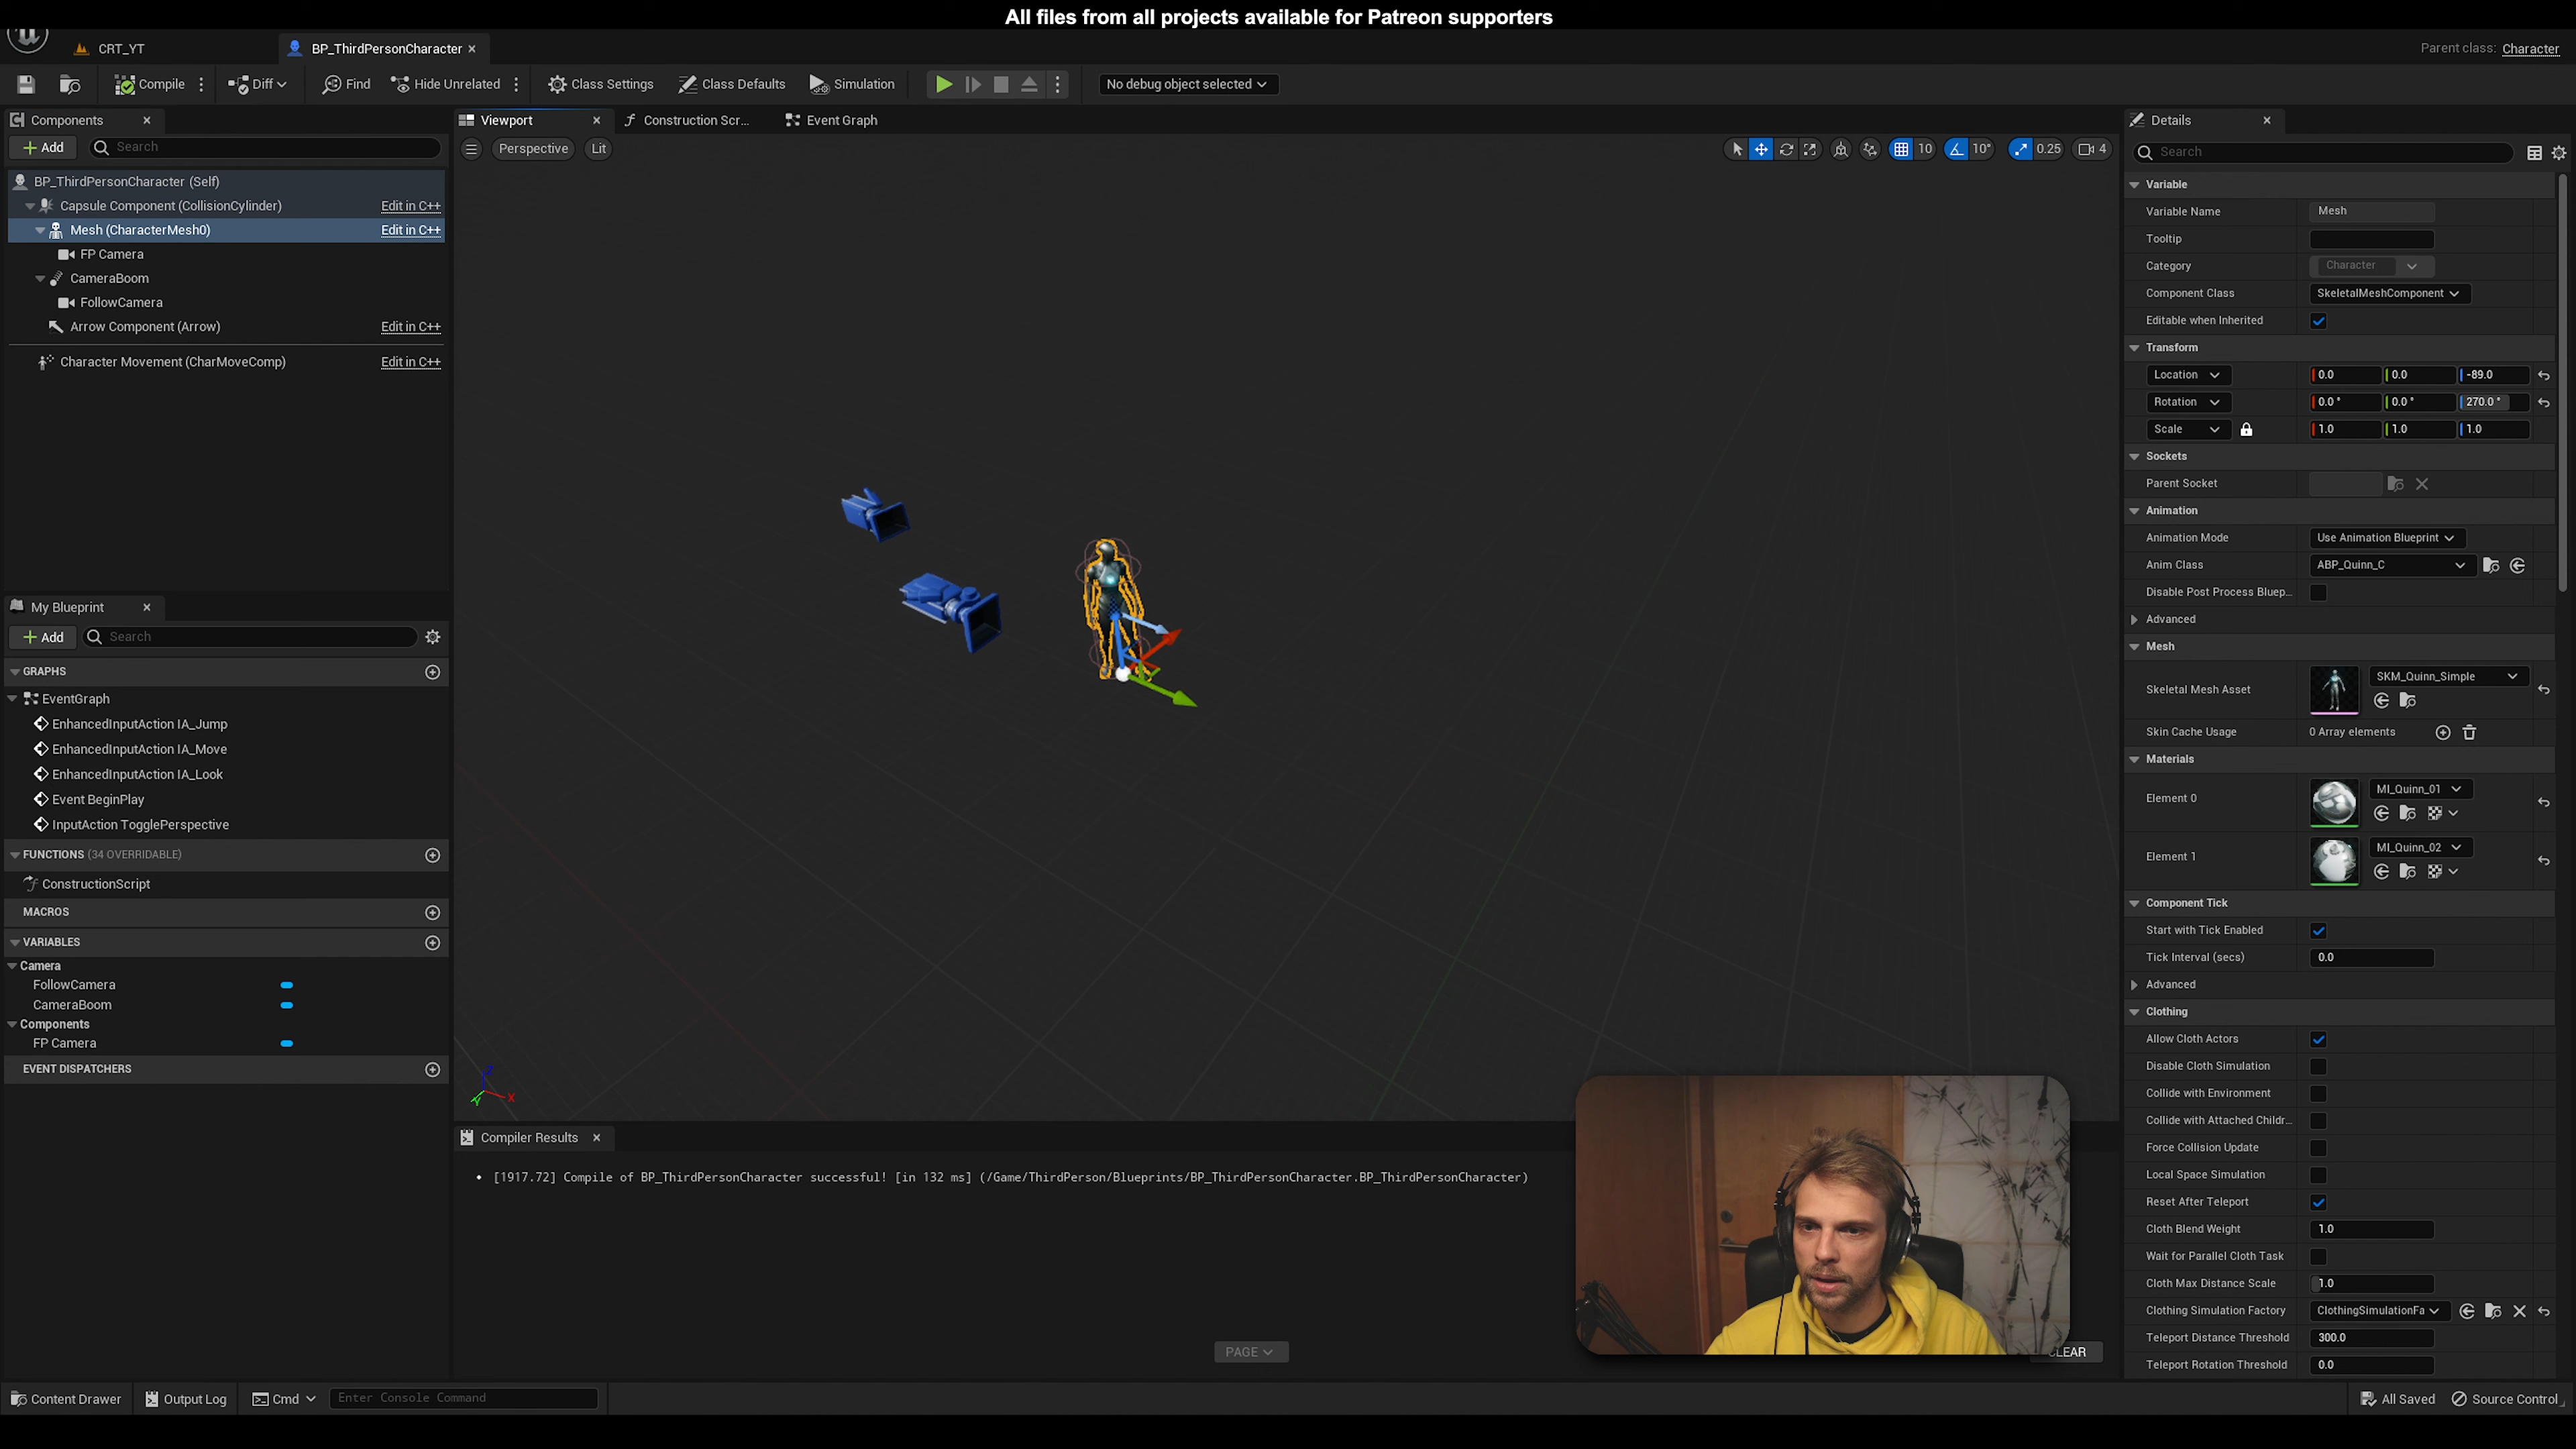 All files from all projects available for Patreon supporters
CRT_YT
BP_ThirdPersonCharacter
Parent class: Character
Compile
Diff
Find
Hide Unrelated
Class Settings
Class Defaults
Simulation
No debug object selected
Components
Add
Search
BP_ThirdPersonCharacter (Self)
Capsule Component (CollisionCylinder) Edit in C++
Mesh (CharacterMesh0) Edit in C++
FP Camera
CameraBoom
FollowCamera
Arrow Component (Arrow) Edit in C++
Character Movement (CharMoveComp) Edit in C++
My Blueprint
Add
Search
GRAPHS
EventGraph
EnhancedInputAction IA_Jump
EnhancedInputAction IA_Move
EnhancedInputAction IA_Look
Event BeginPlay
InputAction TogglePerspective
FUNCTIONS (34 OVERRIDABLE)
ConstructionScript
MACROS
VARIABLES
Camera
FollowCamera
CameraBoom
Components
FP Camera
EVENT DISPATCHERS
Viewport
Construction Scr...
Event Graph
Perspective
Lit
10
10°
0.25
4
Z
X
Y
Compiler Results
• [1917.72] Compile of BP_ThirdPersonCharacter successful! [in 132 ms] (/Game/ThirdPerson/Blueprints/BP_ThirdPersonCharacter.BP_ThirdPersonCharacter)
PAGE
CLEAR
Details
Search
Variable
Variable Name Mesh
Tooltip
Category Character
Component Class SkeletalMeshComponent
Editable when Inherited
Transform
Location 0.0 0.0 -89.0
Rotation 0.0 ° 0.0 ° 270.0 °
Scale 1.0 1.0 1.0
Sockets
Parent Socket
Animation
Animation Mode Use Animation Blueprint
Anim Class ABP_Quinn_C
Disable Post Process Bluep...
Advanced
Mesh
Skeletal Mesh Asset SKM_Quinn_Simple
Skin Cache Usage 0 Array elements
Materials
Element 0 MI_Quinn_01
Element 1 MI_Quinn_02
Component Tick
Start with Tick Enabled
Tick Interval (secs) 0.0
Advanced
Clothing
Allow Cloth Actors
Disable Cloth Simulation
Collide with Environment
Collide with Attached Childr...
Force Collision Update
Local Space Simulation
Reset After Teleport
Cloth Blend Weight 1.0
Wait for Parallel Cloth Task
Cloth Max Distance Scale 1.0
Clothing Simulation Factory ClothingSimulationFa
Teleport Distance Threshold 300.0
Teleport Rotation Threshold 0.0
Content Drawer
Output Log
Cmd
Enter Console Command
All Saved
Source Control